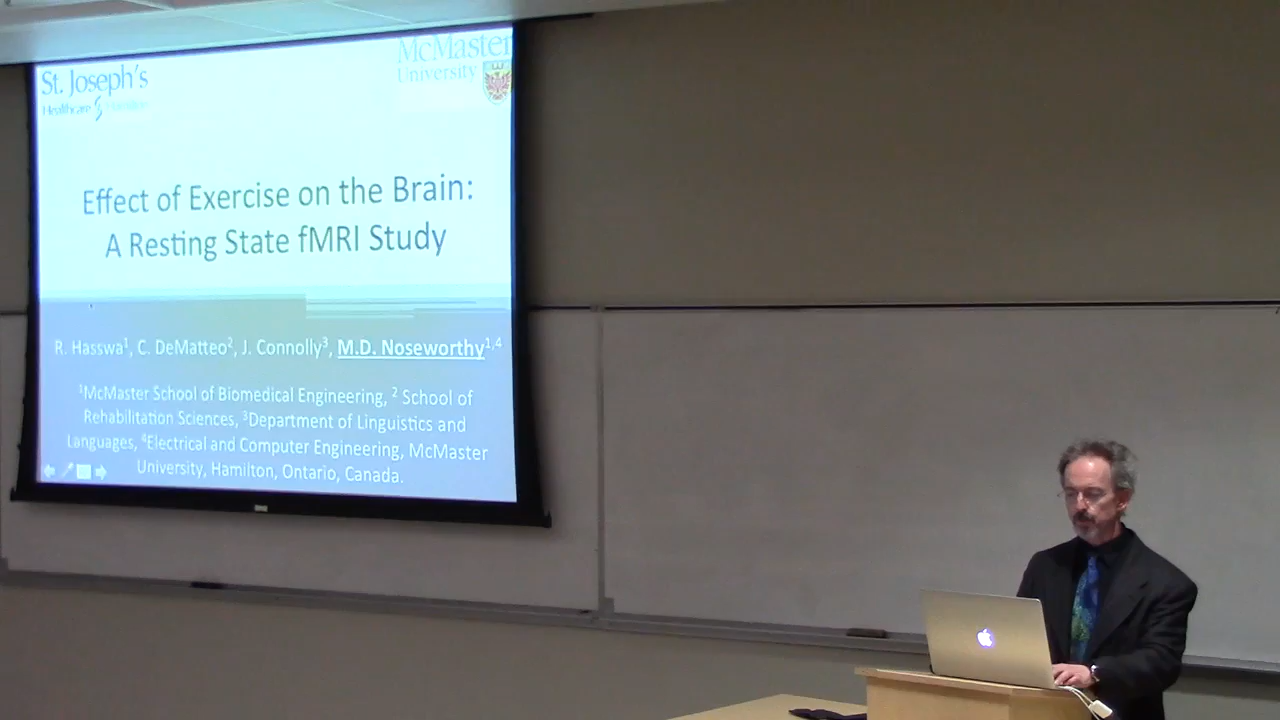 St. Joseph's
Healthcare Hamilton
McMaster
University
Effect of Exercise on the Brain:
A Resting State fMRI Study
R. Hasswa¹, C. DeMatteo², J. Connolly³, M.D. Noseworthy¹,⁴
¹McMaster School of Biomedical Engineering, ² School of
Rehabilitation Sciences, ³Department of Linguistics and
Languages, ⁴Electrical and Computer Engineering, McMaster
University, Hamilton, Ontario, Canada.